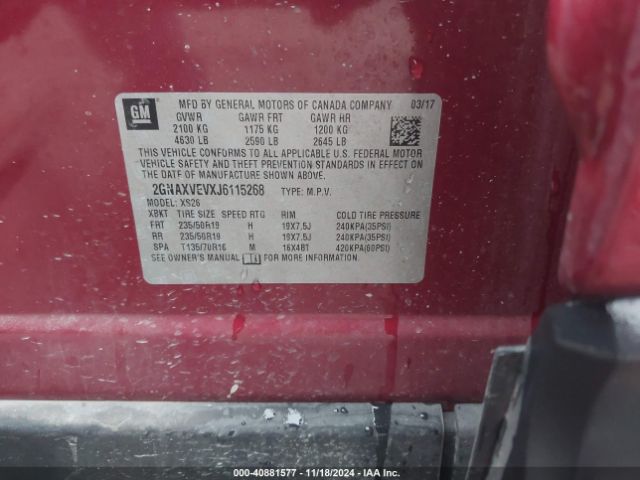 GM
MFD BY GENERAL MOTORS OF CANADA COMPANY 03/17
GVWR GAWR FRT GAWR RR
2100 KG 1175 KG 1200 KG
4630 LB 2590 LB 2645 LB
THIS VEHICLE CONFORMS TO ALL APPLICABLE U.S. FEDERAL MOTOR
VEHICLE SAFETY AND THEFT PREVENTION STANDARDS IN EFFECT ON
THE DATE OF MANUFACTURE SHOWN ABOVE.
2GNAXVEVXJ6115268 TYPE: M.P.V.
MODEL: XS26
XBKT TIRE SIZE SPEED RTG RIM COLD TIRE PRESSURE
FRT 235/50R19 H 19X7.5J 240KPA(35PSI)
RR 235/50R19 H 19X7.5J 240KPA(35PSI)
SPA T135/70R16 M 16X4BT 420KPA(60PSI)
SEE OWNER'S MANUAL FOR MORE INFORMATION.
000-40881577 - 11/18/2024 - IAA Inc.